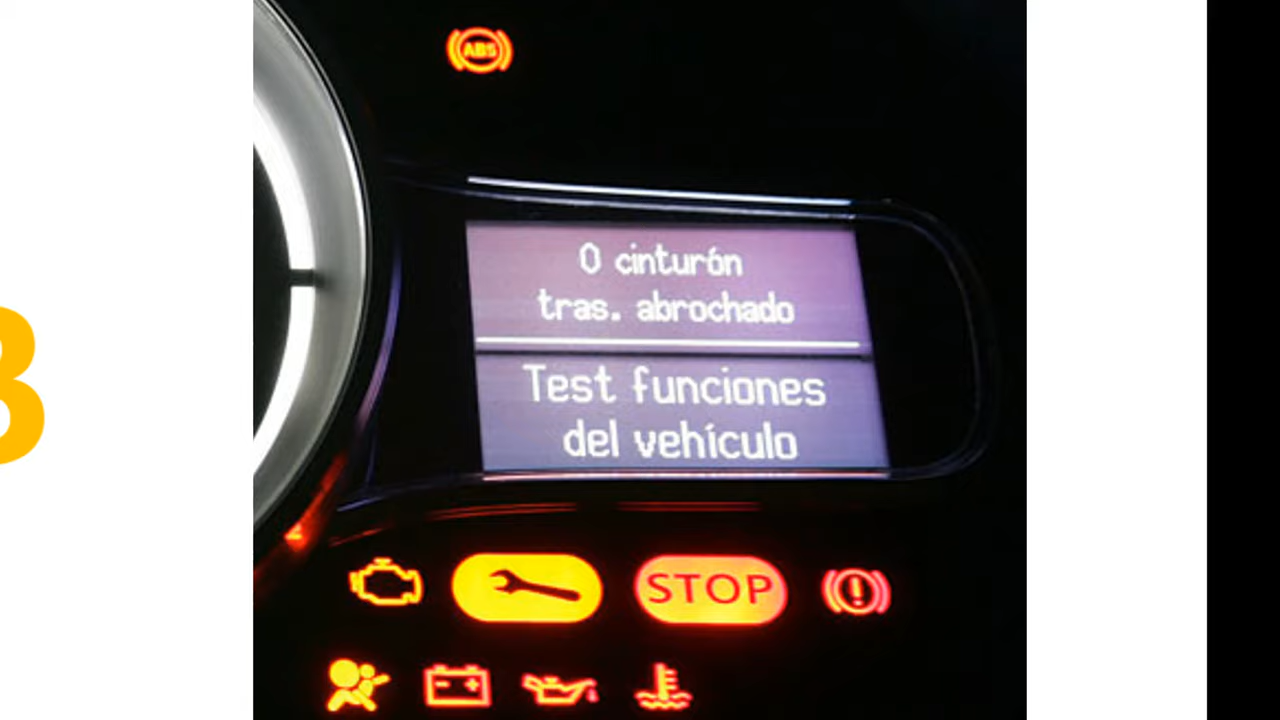 ABS
0 cinturón
tras. abrochado
Test funciones
del vehículo
STOP